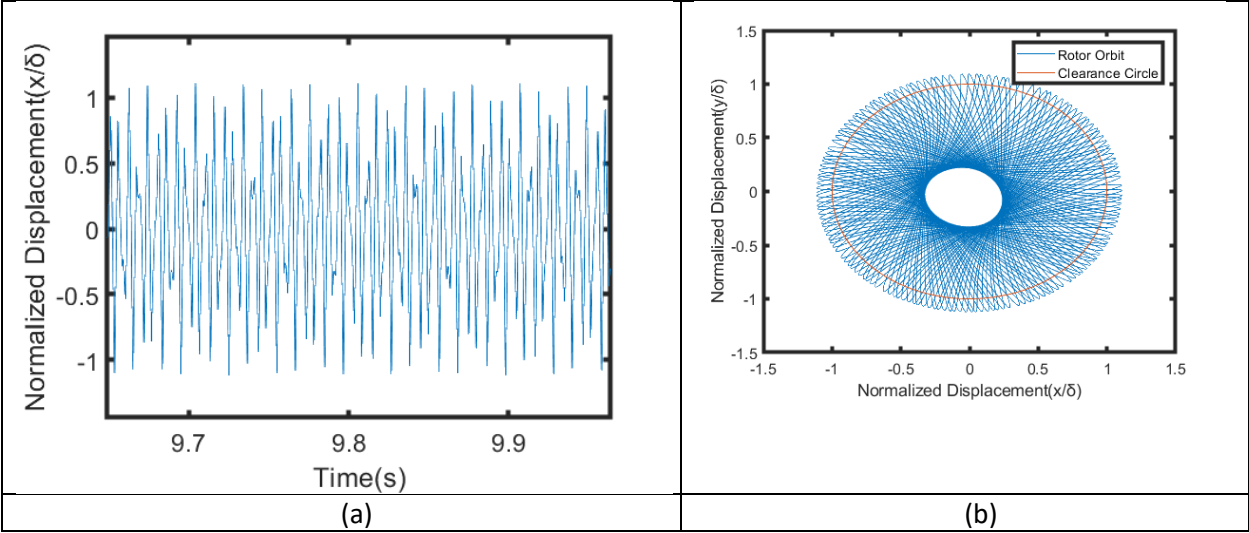 Normalized Displacement(x/δ)
1
0.5
0
-0.5
-1
9.7 9.8 9.9
Time(s)
(a)
Normalized Displacement(y/δ)
1.5
1
0.5
0
-0.5
-1
-1.5
Rotor Orbit
Clearance Circle
-1.5 -1 -0.5 0 0.5 1 1.5
Normalized Displacement(x/δ)
(b)